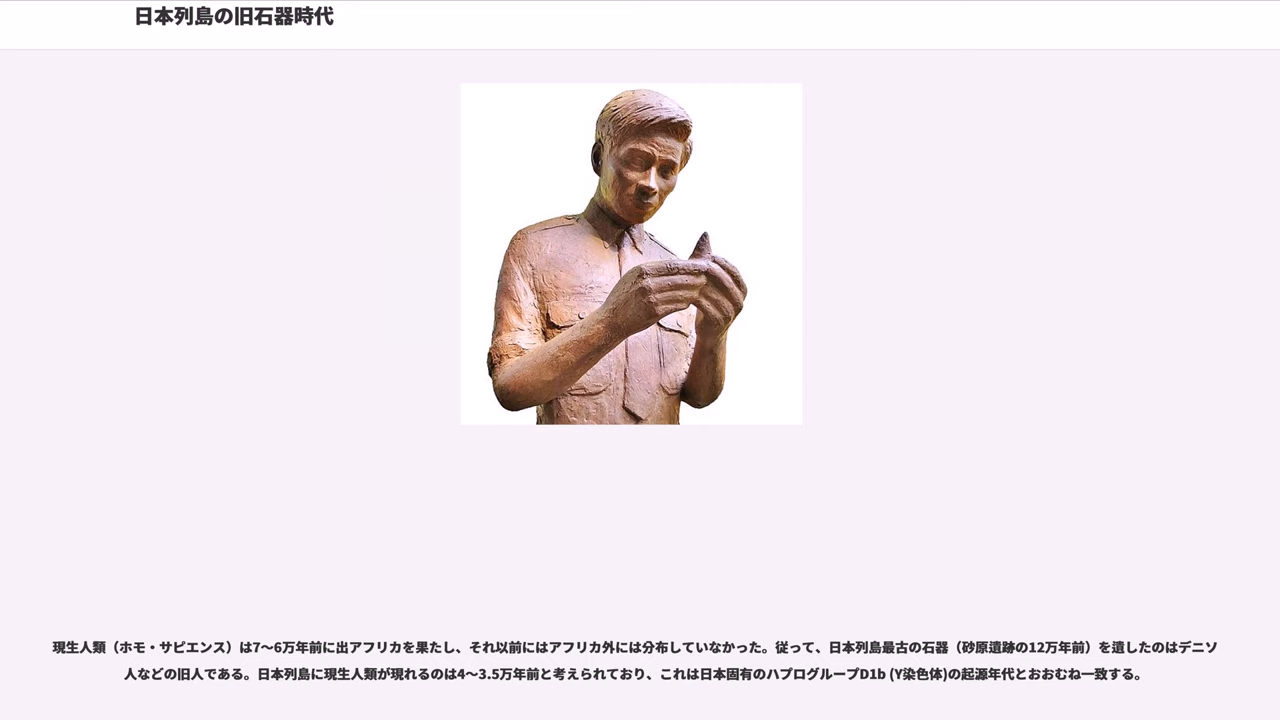 日本列島の旧石器時代
現生人類（ホモ・サピエンス）は7〜6万年前に出アフリカを果たし、それ以前にはアフリカ外には分布していなかった。従って、日本列島最古の石器（砂原遺跡の12万年前）を遺したのはデニソ
人などの旧人である。日本列島に現生人類が現れるのは4〜3.5万年前と考えられており、これは日本固有のハプログループD1b (Y染色体)の起源年代とおおむね一致する。